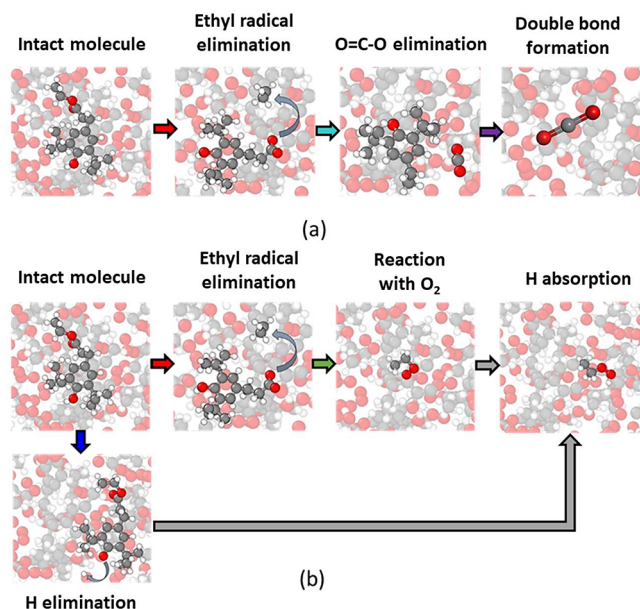 Intact molecule
Ethyl radical
elimination
O=C-O elimination
Double bond
formation
(a)
Intact molecule
Ethyl radical
elimination
Reaction
with O₂
H absorption
H elimination
(b)